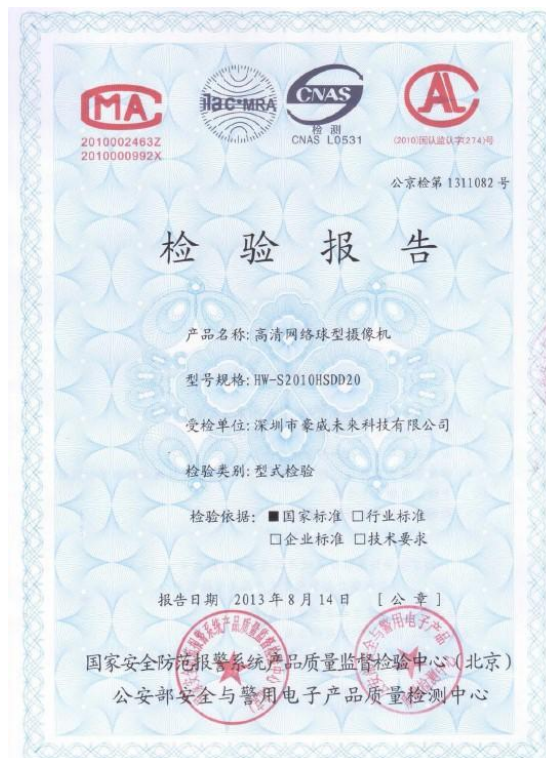 MA
ilac-MRA
CNAS
AL
检 测
CNAS L0531
2010002463Z
2010000992X
(2010)国认监认字(274)号
公京检第 1311082 号
检 验 报 告
产品名称: 高清网络球型摄像机
型号规格: HW-S2010HSDD20
受检单位: 深圳市豪威未来科技有限公司
检验类别: 型式检验
检验依据: ■国家标准 □行业标准
□企业标准 □技术要求
报告日期 2013 年 8 月 14 日 [ 公 章 ]
国家安全防范报警系统产品质量监督检验中心（北京）
公安部安全与警用电子产品质量检测中心